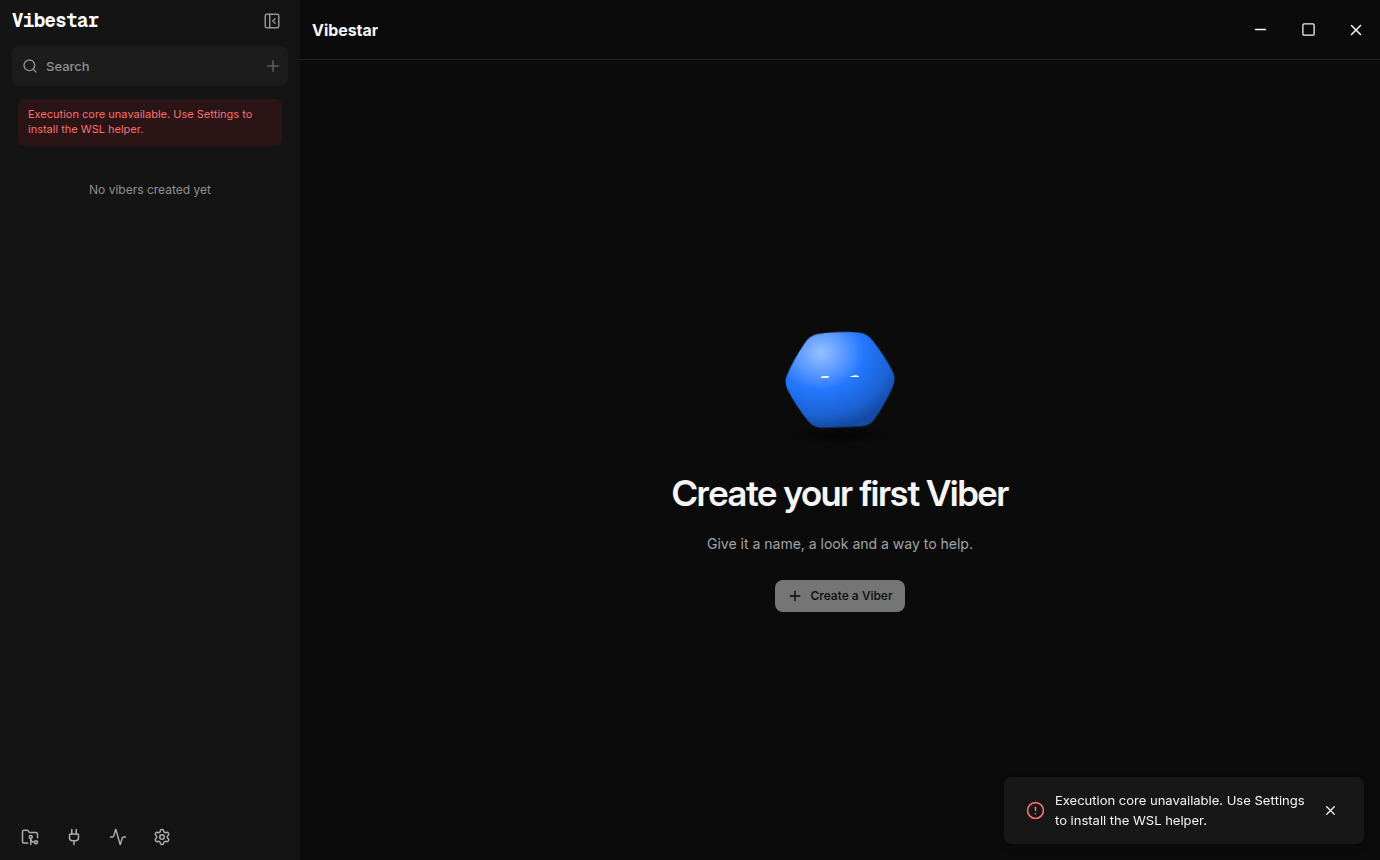 Vibestar
Search
Execution core unavailable. Use Settings to
install the WSL helper.
No vibers created yet
Vibestar
Create your first Viber
Give it a name, a look and a way to help.
Create a Viber
Execution core unavailable. Use Settings
to install the WSL helper.